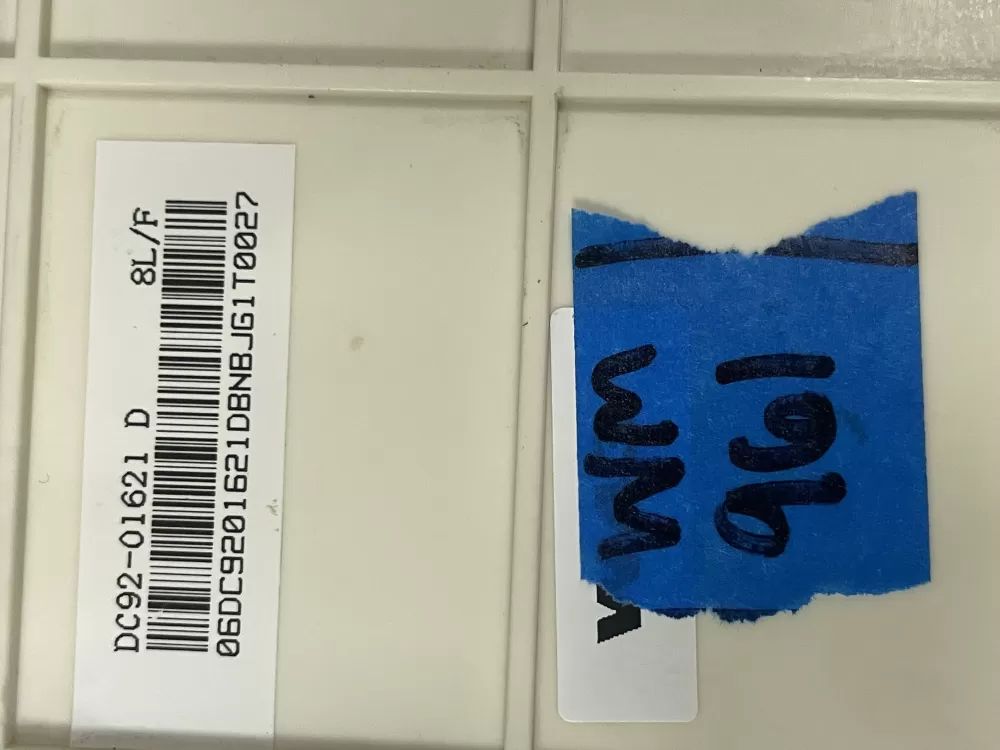 DC92-01621 D 8L/F
06DC9201621DBNBJG1T0027
WM
961